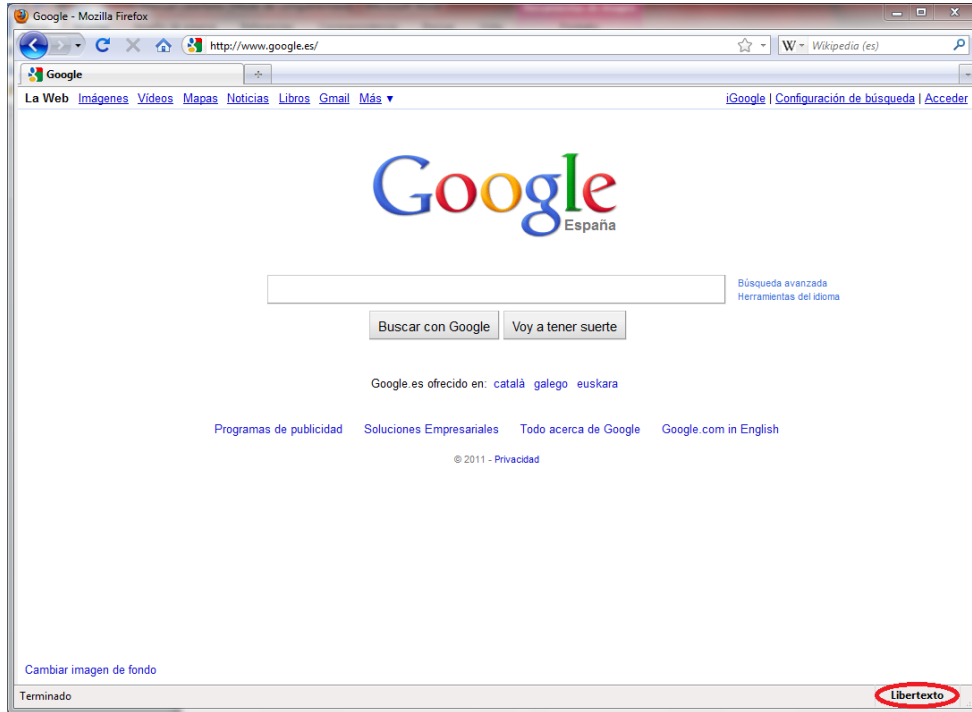 Google - Mozilla Firefox
http://www.google.es/
W Wikipedia (es)
Google
La Web Imágenes Vídeos Mapas Noticias Libros Gmail Más ▼ iGoogle | Configuración de búsqueda | Acceder
Google
España
Búsqueda avanzada
Herramientas del idioma
Buscar con Google Voy a tener suerte
Google.es ofrecido en: català galego euskara
Programas de publicidad Soluciones Empresariales Todo acerca de Google Google.com in English
© 2011 - Privacidad
Cambiar imagen de fondo
Terminado Libertexto